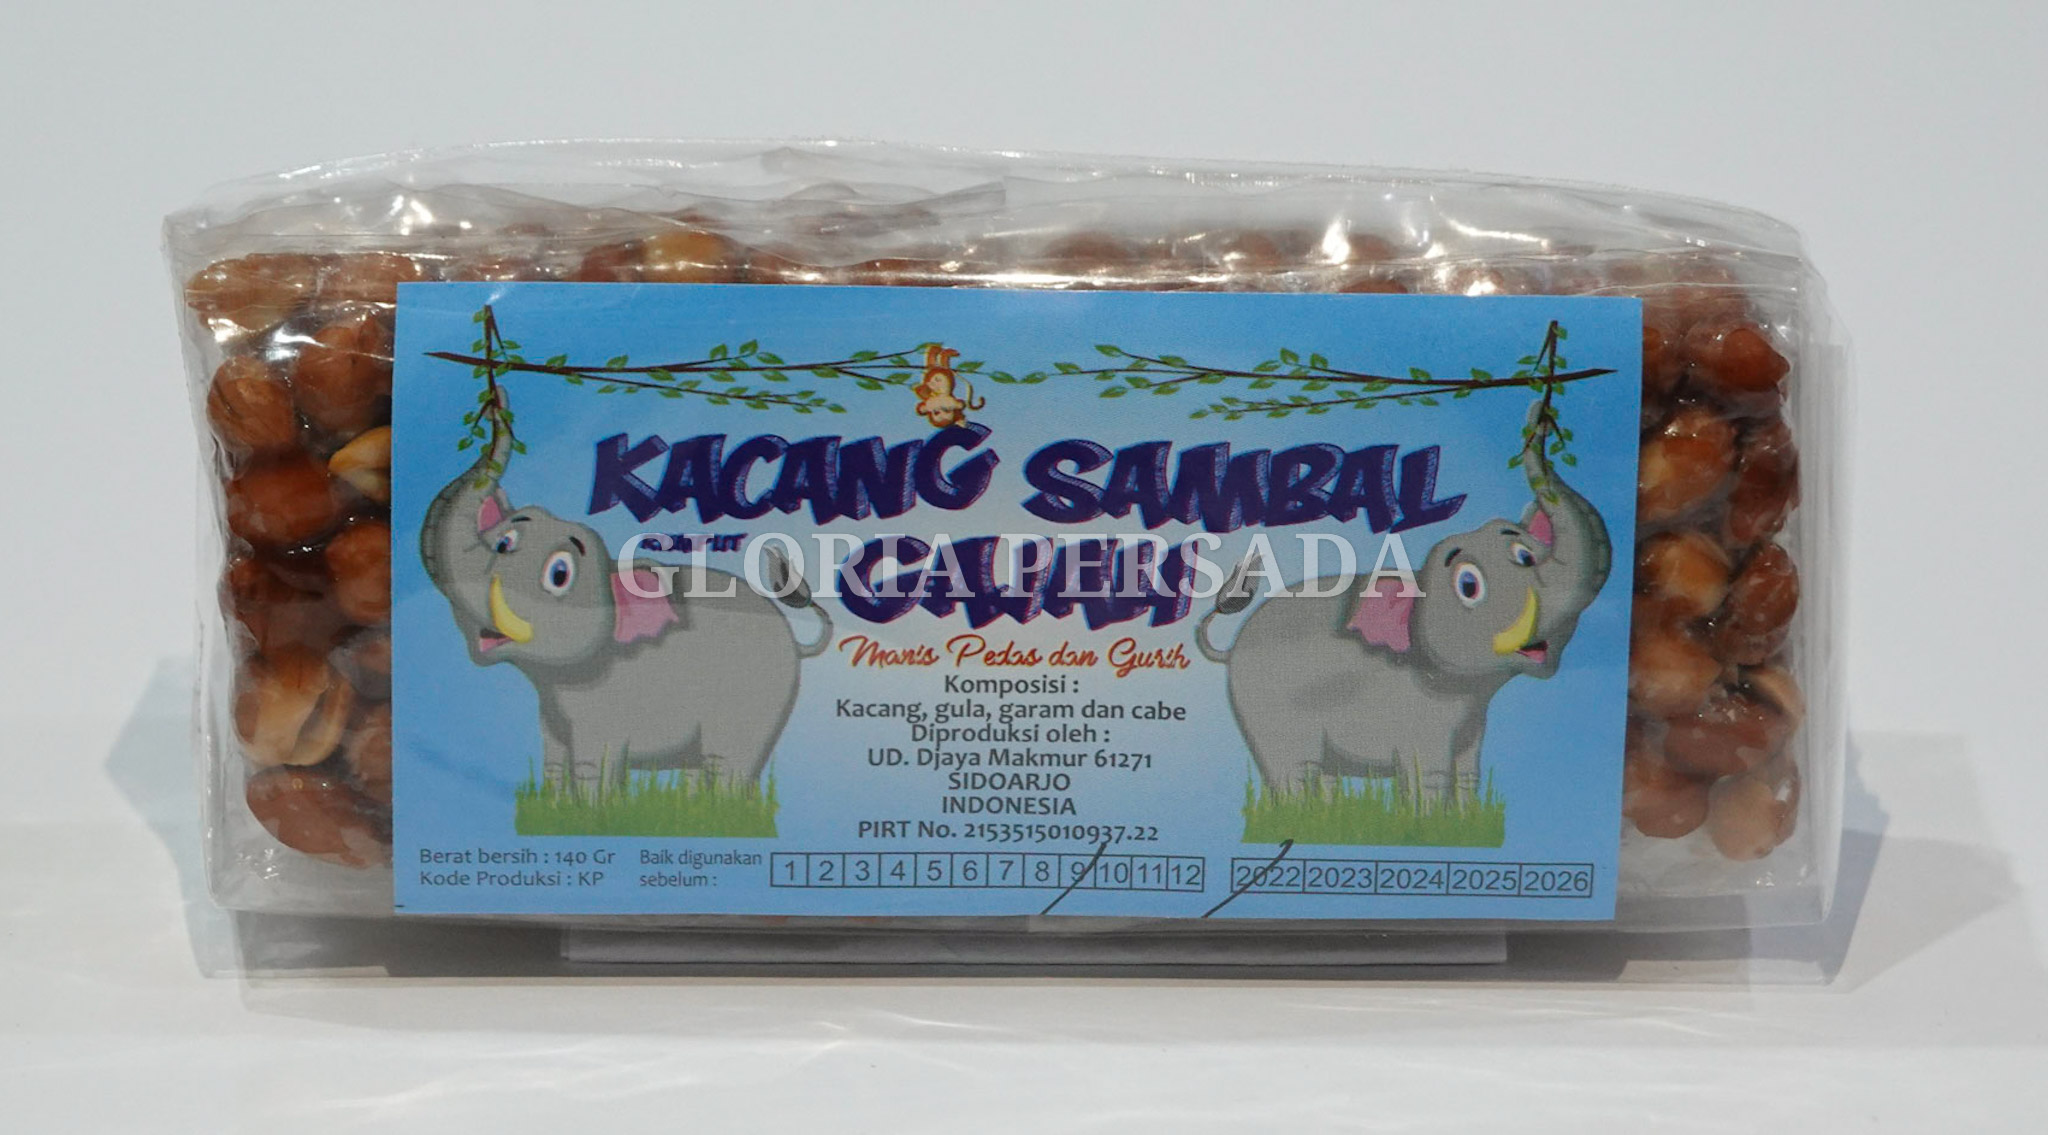 KACANG SAMBAL
GAJAH
GLORIA PERSADA
Manis Pedas dan Gurih
Komposisi :
Kacang, gula, garam dan cabe
Diproduksi oleh :
UD. Djaya Makmur 61271
SIDOARJO
INDONESIA
PIRT No. 2153515010937.22
Berat bersih : 140 Gr
Kode Produksi : KP
Baik digunakan
sebelum :
1 2 3 4 5 6 7 8 9 10 11 12
2022 2023 2024 2025 2026